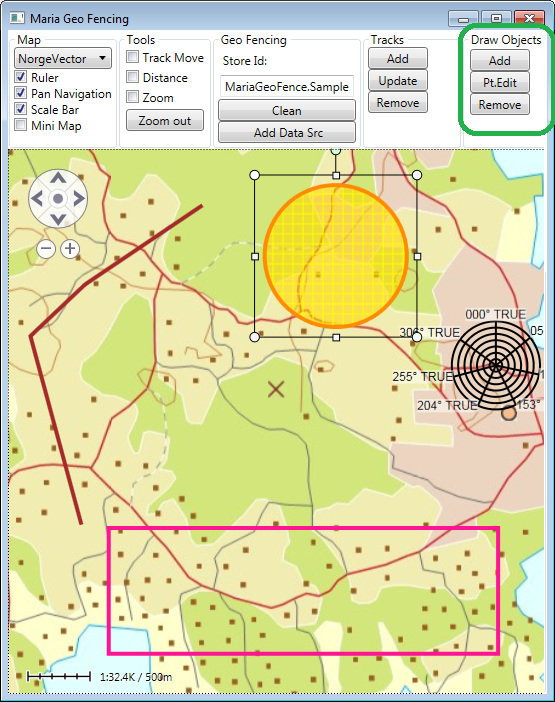 Maria Geo Fencing
Map
NorgeVector
Ruler
Pan Navigation
Scale Bar
Mini Map
Tools
Track Move
Distance
Zoom
Zoom out
Geo Fencing
Store Id:
MariaGeoFence.Sample
Clean
Add Data Src
Tracks
Add
Update
Remove
Draw Objects
Add
Pt.Edit
Remove
000° TRUE
306° TRUE
05
255° TRUE
204° TRUE
153°
1:32.4K / 500m